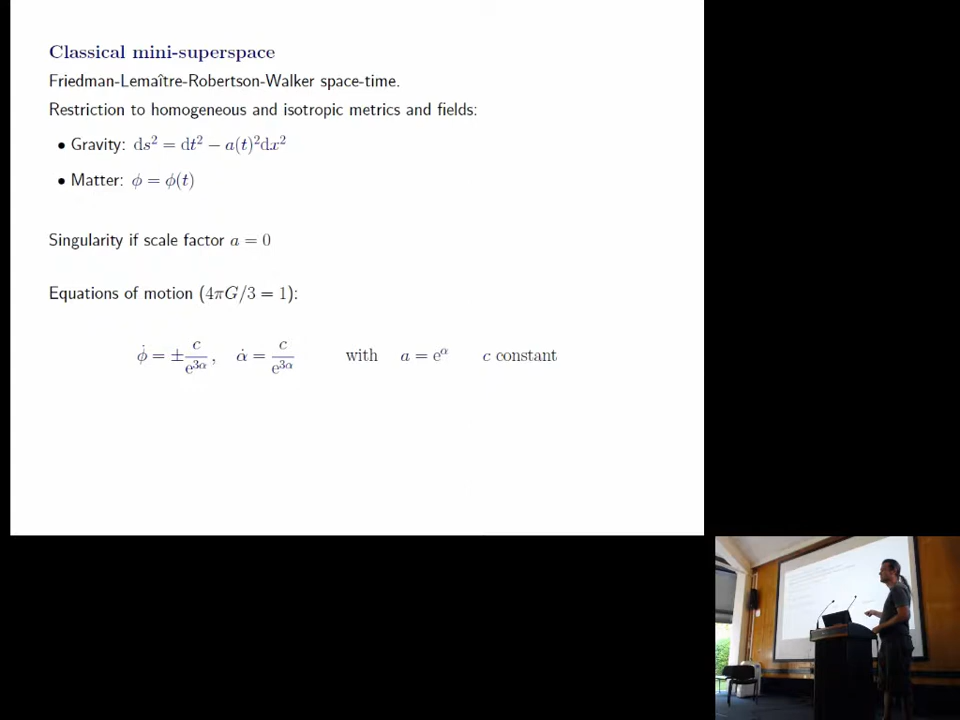 Classical mini-superspace
Friedman-Lemaître-Robertson-Walker space-time.
Restriction to homogeneous and isotropic metrics and fields:
• Gravity: ds² = dt² − a(t)²dx²
• Matter: ϕ = ϕ(t)
Singularity if scale factor a = 0
Equations of motion (4πG/3 = 1):
ϕ̇ = ± c/e^{3α}, α̇ = c/e^{3α} with a = e^α c constant